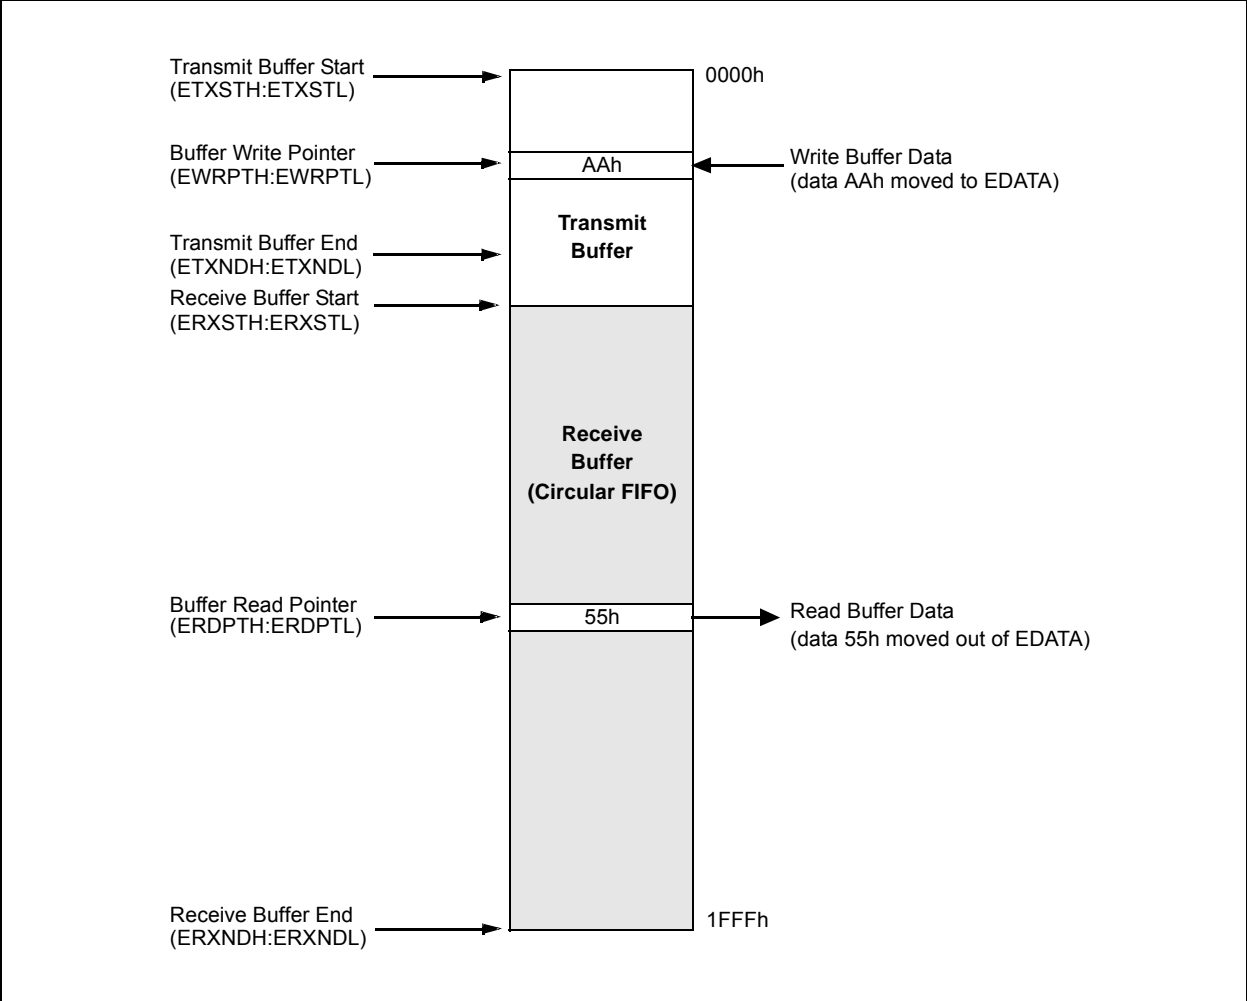 Transmit Buffer Start
(ETXSTH:ETXSTL)
0000h
Buffer Write Pointer
(EWRPTH:EWRPTL)
AAh
Write Buffer Data
(data AAh moved to EDATA)
Transmit
Buffer
Transmit Buffer End
(ETXNDH:ETXNDL)
Receive Buffer Start
(ERXSTH:ERXSTL)
Receive
Buffer
(Circular FIFO)
Buffer Read Pointer
(ERDPTH:ERDPTL)
55h
Read Buffer Data
(data 55h moved out of EDATA)
Receive Buffer End
(ERXNDH:ERXNDL)
1FFFh